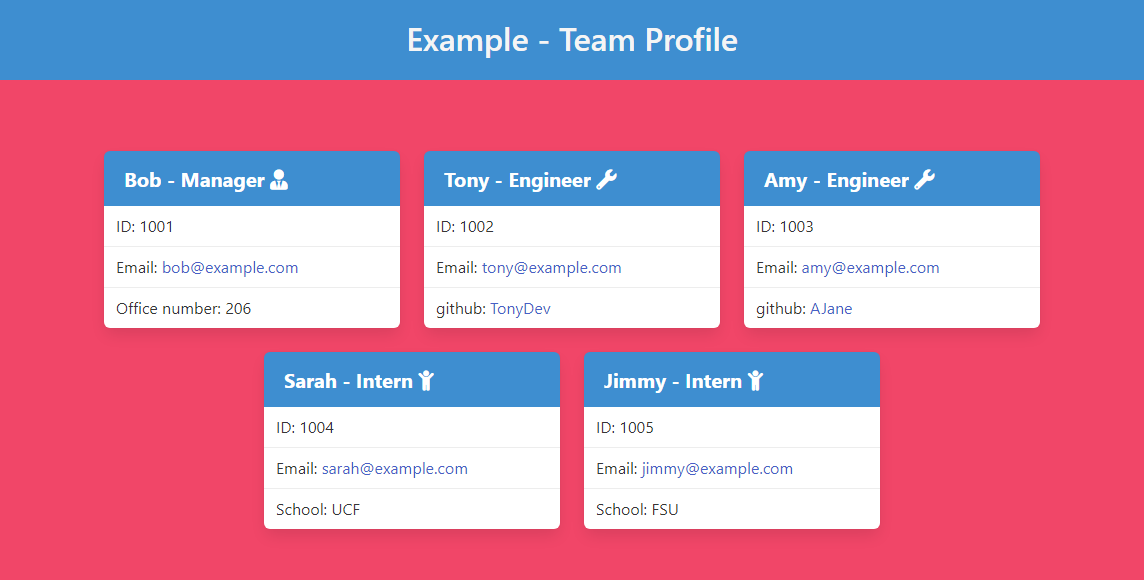 Example - Team Profile
Bob - Manager
ID: 1001
Email: bob@example.com
Office number: 206
Tony - Engineer
ID: 1002
Email: tony@example.com
github: TonyDev
Amy - Engineer
ID: 1003
Email: amy@example.com
github: AJane
Sarah - Intern
ID: 1004
Email: sarah@example.com
School: UCF
Jimmy - Intern
ID: 1005
Email: jimmy@example.com
School: FSU